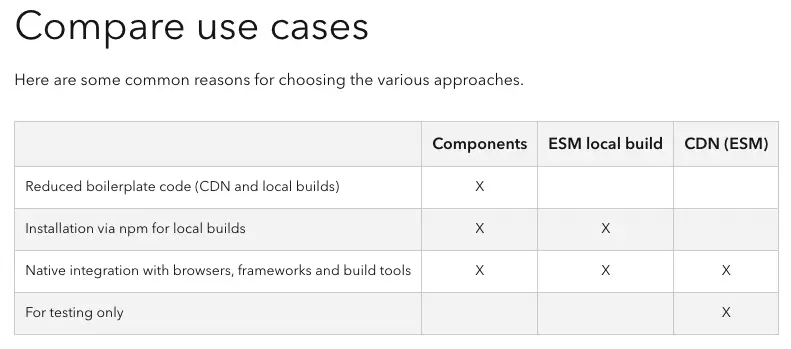 Compare use cases
Here are some common reasons for choosing the various approaches.
Components ESM local build CDN (ESM)
Reduced boilerplate code (CDN and local builds) X
Installation via npm for local builds X X
Native integration with browsers, frameworks and build tools X X X
For testing only X